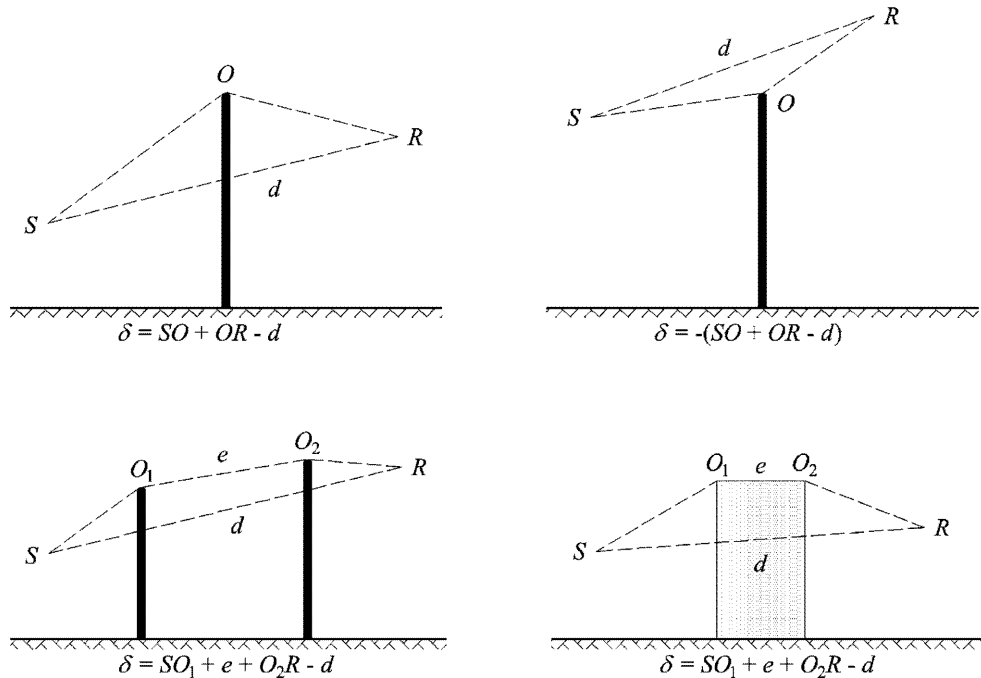 O
S
R
d
δ = SO + OR - d
R
d
S
O
δ = -(SO + OR - d)
O₁
e
O₂
R
S
d
δ = SO₁ + e + O₂R - d
O₁
e
O₂
S
R
d
δ = SO₁ + e + O₂R - d